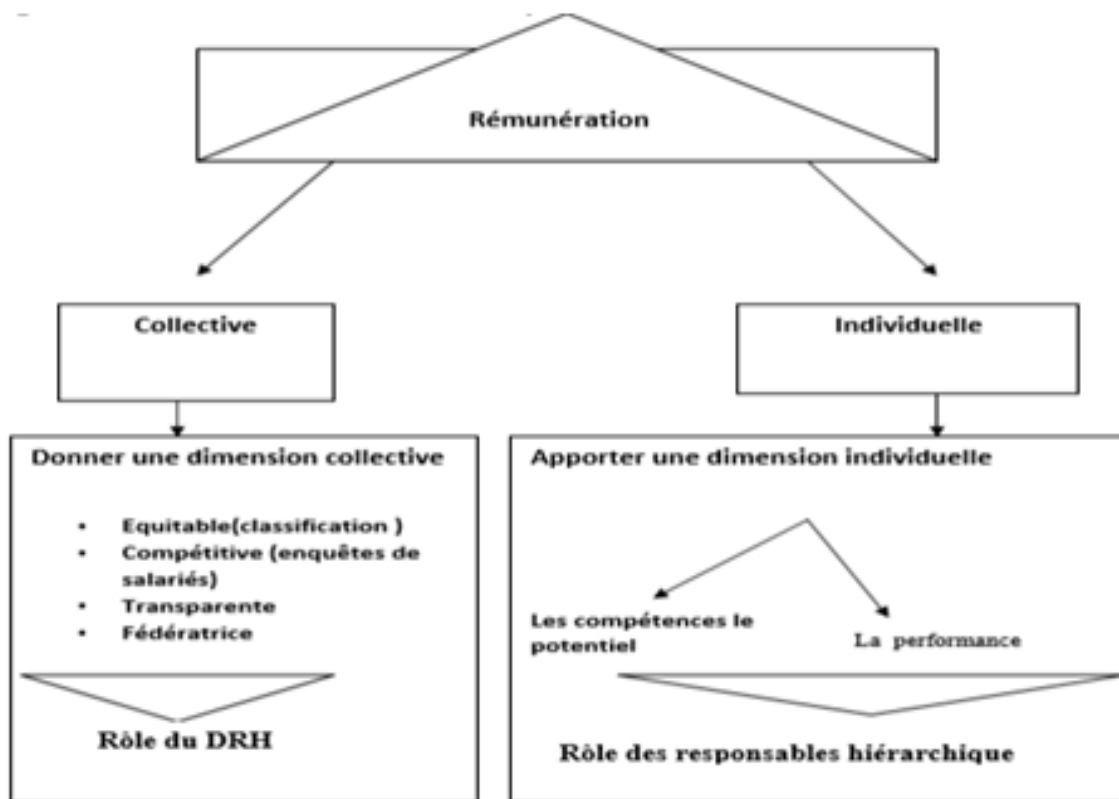 Rémunération
Collective
Individuelle
Donner une dimension collective
• Equitable(classification )
• Compétitive (enquêtes de
salariés)
• Transparente
• Fédératrice
Rôle du DRH
Apporter une dimension individuelle
Les compétences le
potentiel
La performance
Rôle des responsables hiérarchique